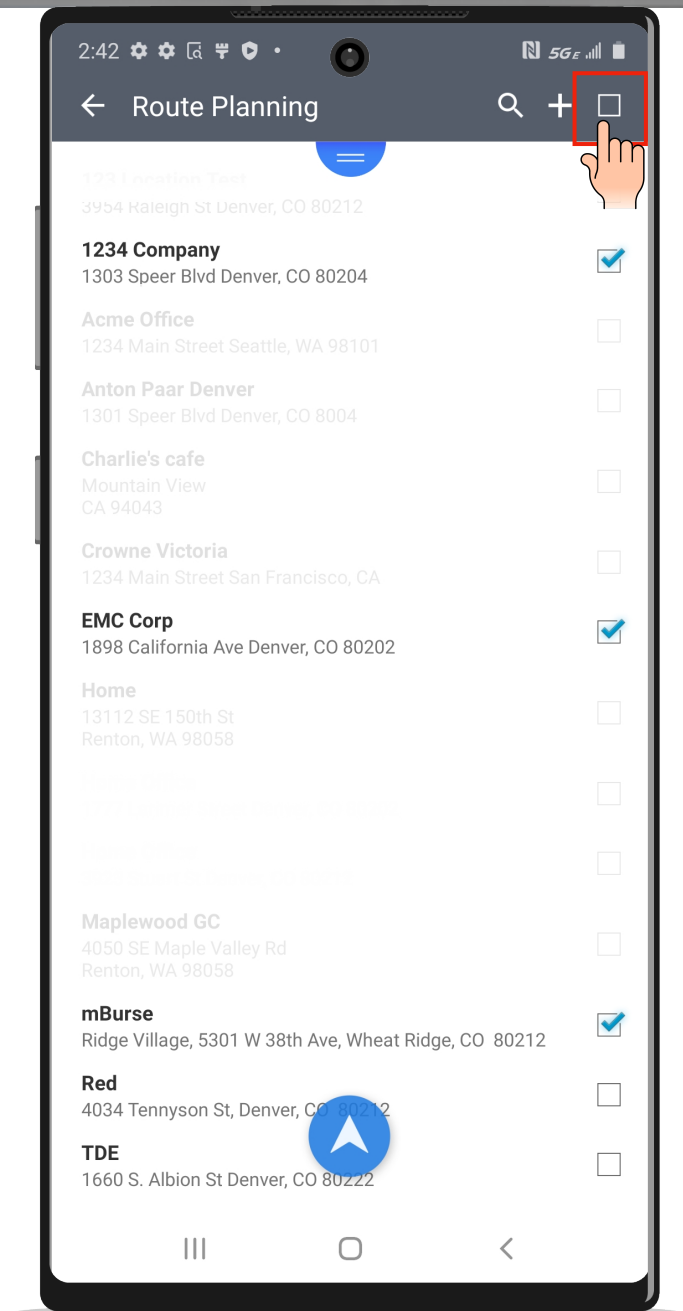 2:42 5GE
Route Planning
123 Location Test
3954 Raleigh St Denver, CO 80212
1234 Company
1303 Speer Blvd Denver, CO 80204
Acme Office
1234 Main Street Seattle, WA 98101
Anton Paar Denver
1301 Speer Blvd Denver, CO 8004
Charlie's cafe
Mountain View
CA 94043
Crowne Victoria
1234 Main Street San Francisco, CA
EMC Corp
1898 California Ave Denver, CO 80202
Home
13112 SE 150th St
Renton, WA 98058
Maplewood GC
4050 SE Maple Valley Rd
Renton, WA 98058
mBurse
Ridge Village, 5301 W 38th Ave, Wheat Ridge, CO 80212
Red
4034 Tennyson St, Denver, CO 80212
TDE
1660 S. Albion St Denver, CO 80222